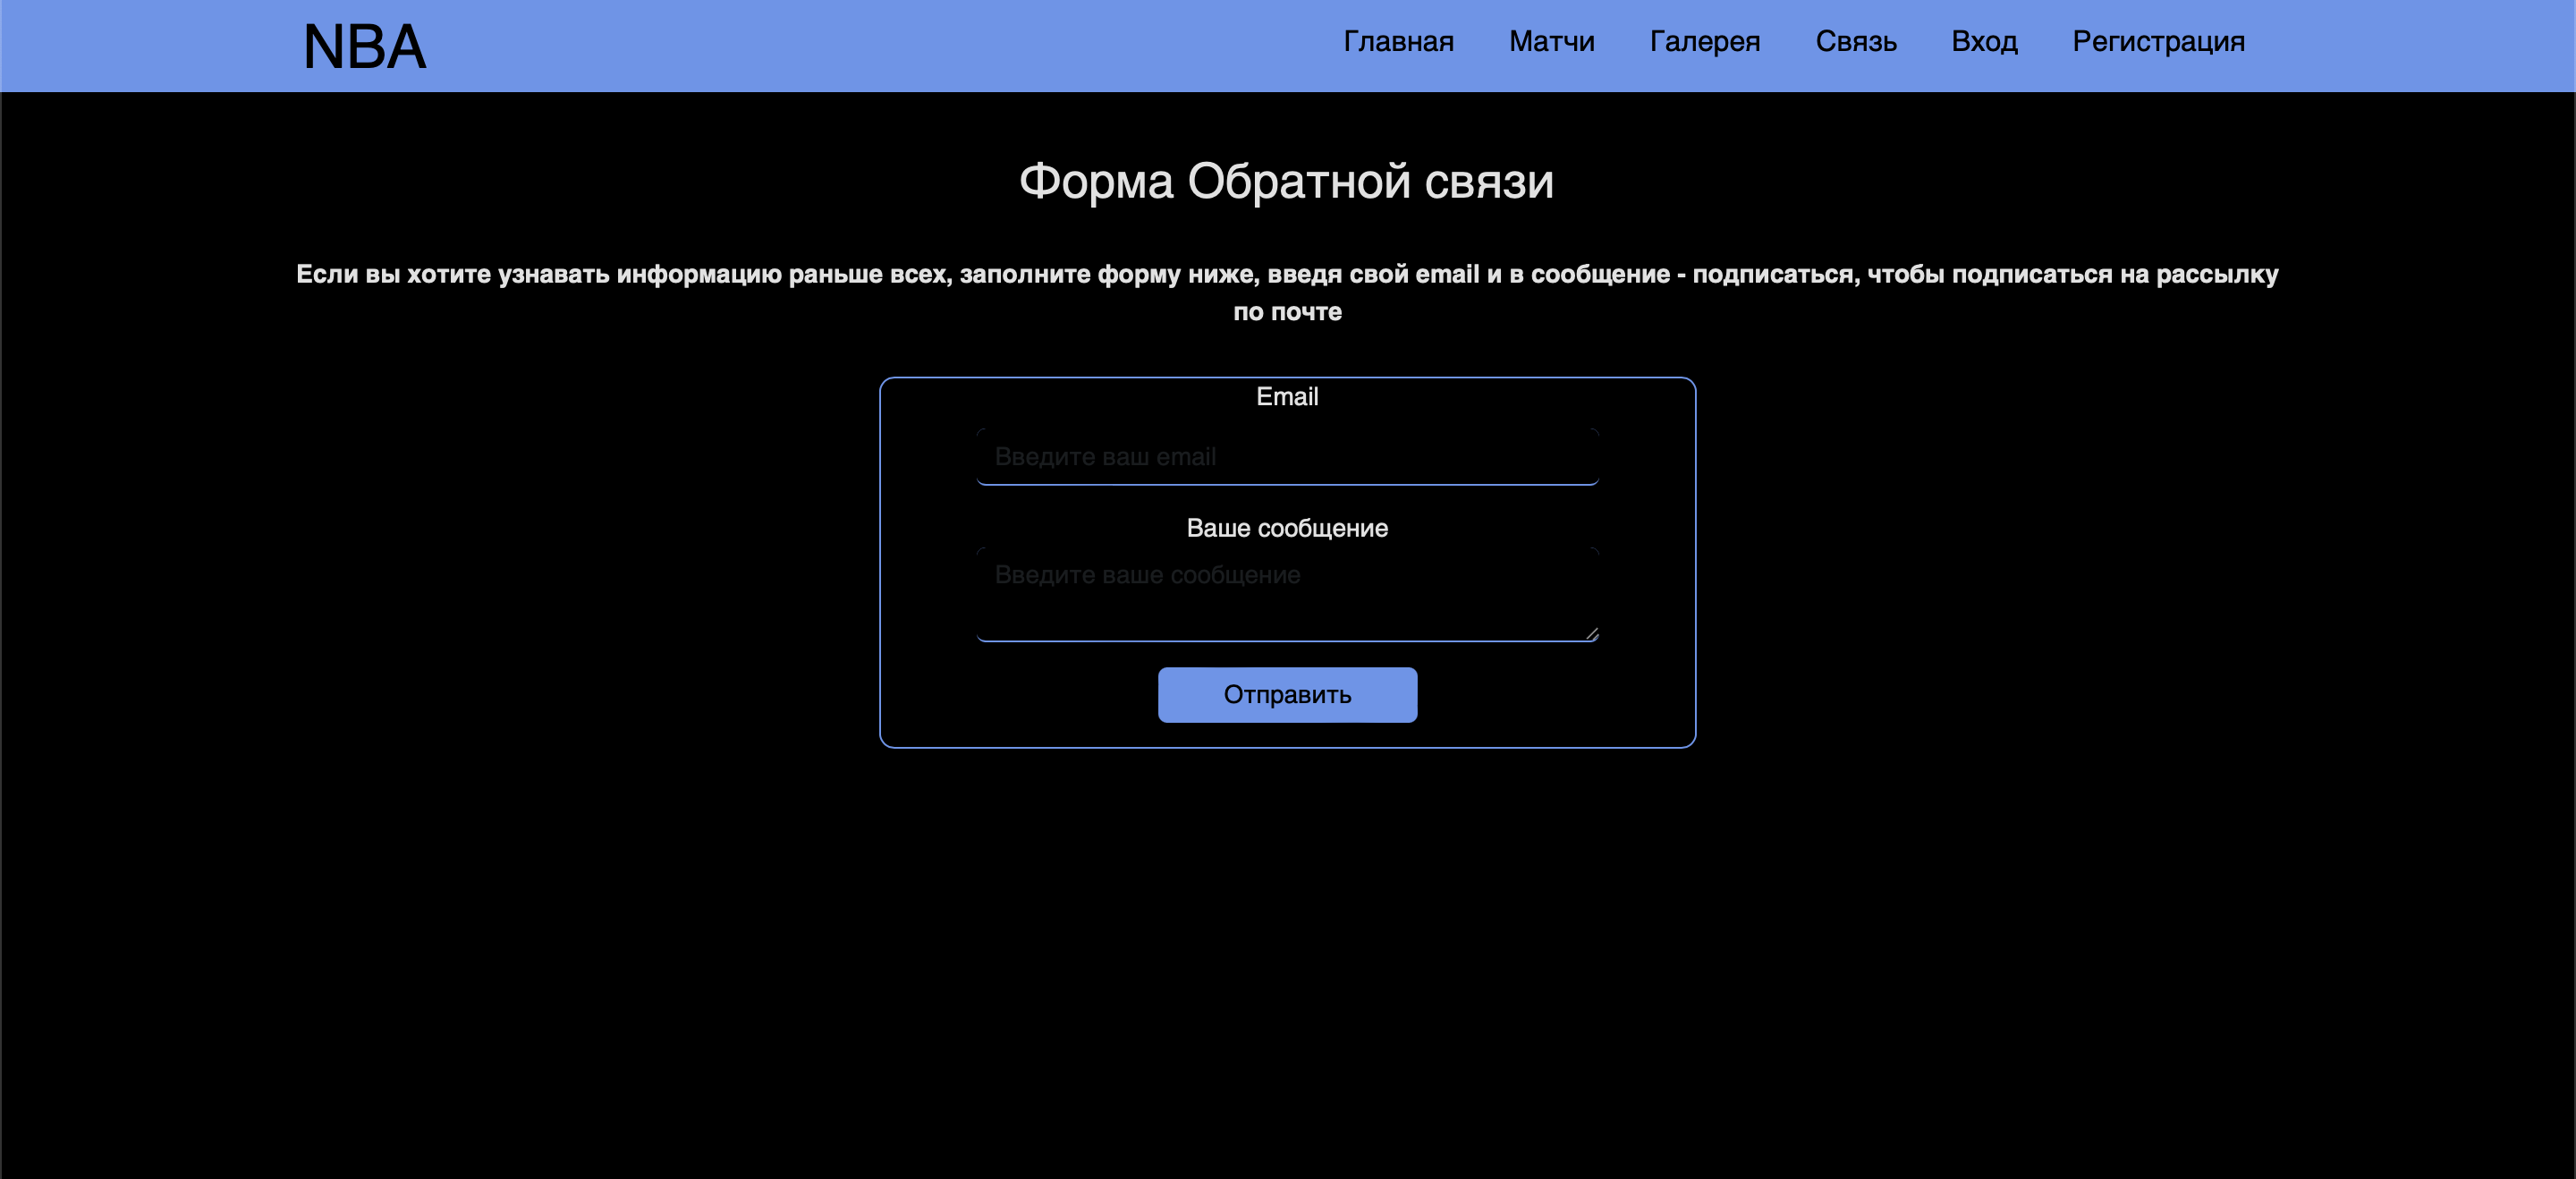 NBA
Главная Матчи Галерея Связь Вход Регистрация
Форма Обратной связи
Если вы хотите узнавать информацию раньше всех, заполните форму ниже, введя свой email и в сообщение - подписаться, чтобы подписаться на рассылку
по почте
Email
Введите ваш email
Ваше сообщение
Введите ваше сообщение
Отправить